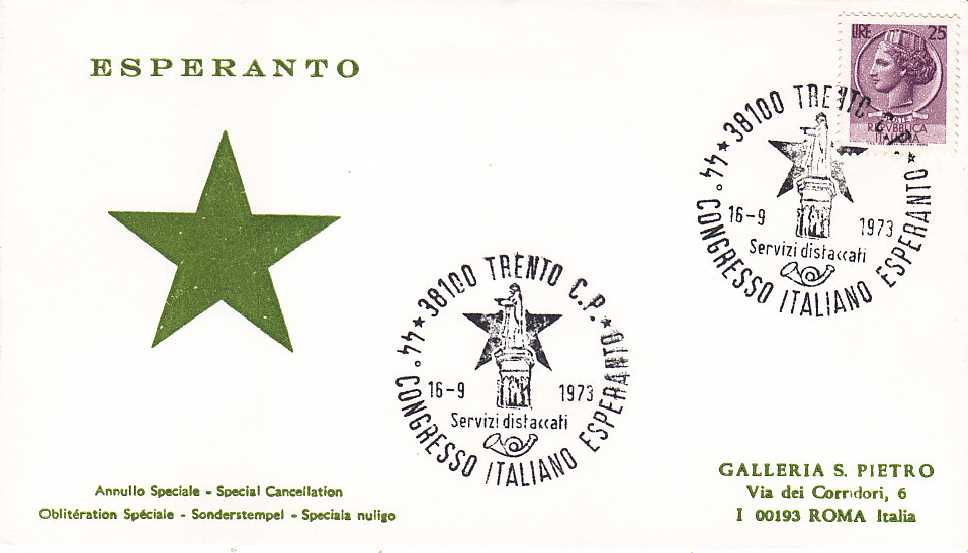 ESPERANTO
LIRE 25
REPVBBLICA
ITALIANA
38100 TRENTO C.P.
44° CONGRESSO ITALIANO ESPERANTO
16-9 1973
Servizi distaccati
38100 TRENTO C.P.
44° CONGRESSO ITALIANO ESPERANTO
16-9 1973
Servizi distaccati
Annullo Speciale - Special Cancellation
Oblitération Spéciale - Sonderstempel - Speciala nuligo
GALLERIA S. PIETRO
Via dei Corridori, 6
I 00193 ROMA Italia